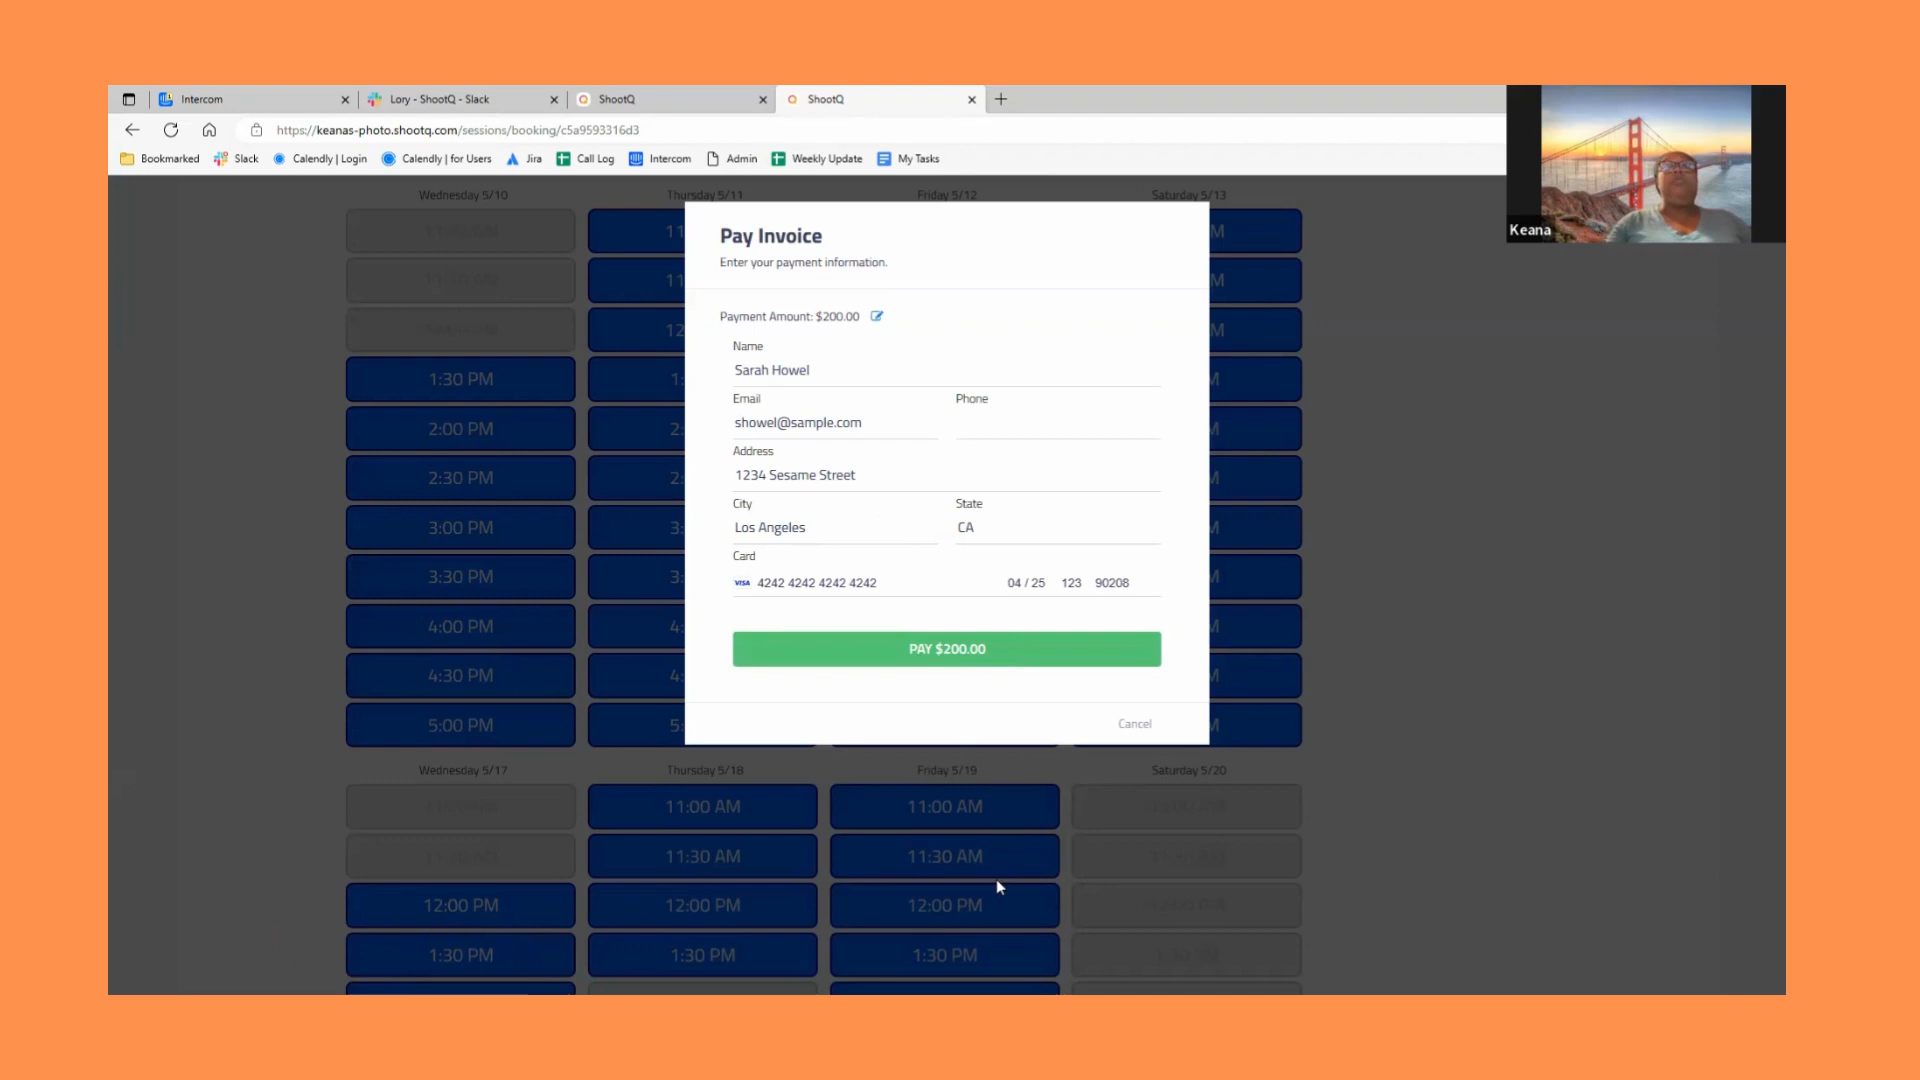 Intercom
Lory - ShootQ - Slack
ShootQ
ShootQ
https://keanas-photo.shootq.com/sessions/booking/c5a9593316d3
Bookmarked Slack Calendly | Login Calendly | for Users Jira Call Log Intercom Admin Weekly Update My Tasks
Keana
Wednesday 5/10 Thursday 5/11 Friday 5/12 Saturday 5/13
1:30 PM
2:00 PM
2:30 PM
3:00 PM
3:30 PM
4:00 PM
4:30 PM
5:00 PM
Pay Invoice
Enter your payment information.
Payment Amount: $200.00
Name
Sarah Howel
Email Phone
showel@sample.com
Address
1234 Sesame Street
City State
Los Angeles CA
Card
VISA 4242 4242 4242 4242 04 / 25 123 90208
PAY $200.00
Cancel
Wednesday 5/17 Thursday 5/18 Friday 5/19 Saturday 5/20
11:00 AM 11:00 AM
11:30 AM 11:30 AM
12:00 PM 12:00 PM 12:00 PM
1:30 PM 1:30 PM 1:30 PM